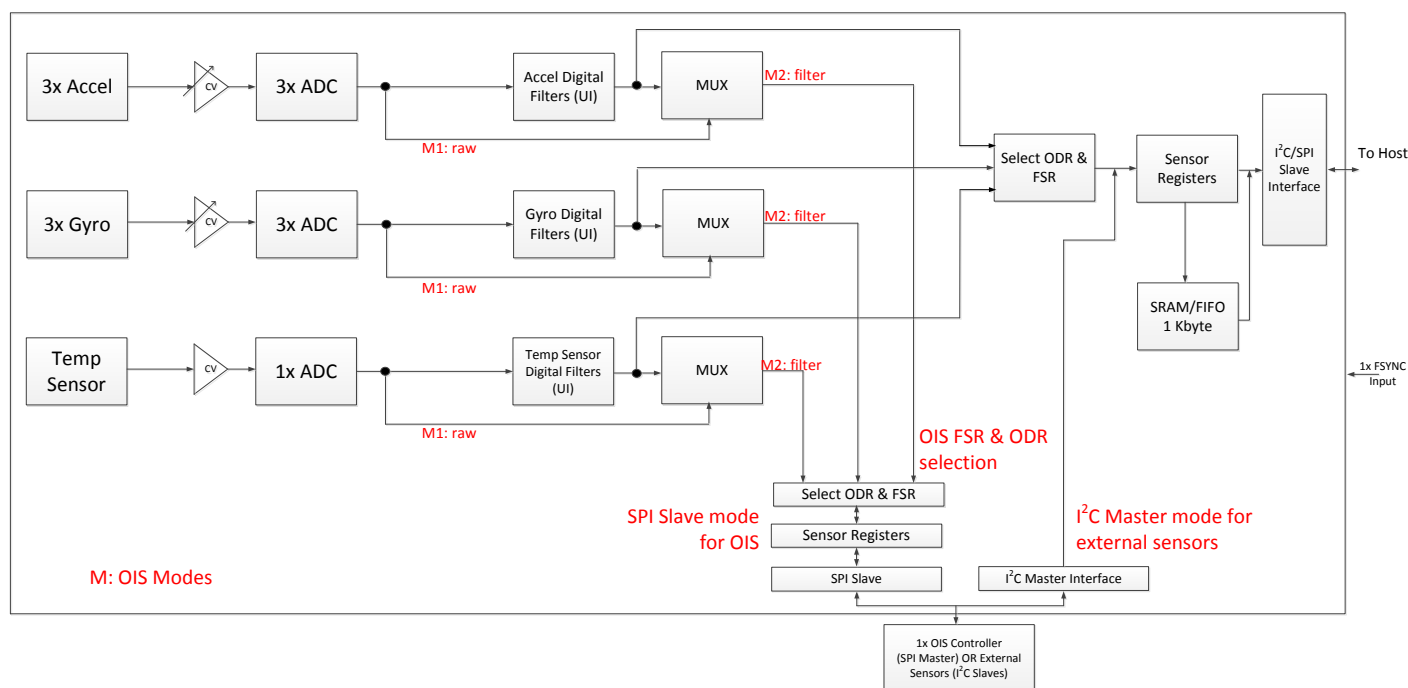 3x Accel
CV
3x ADC
Accel Digital
Filters (UI)
MUX
M2: filter
M1: raw
3x Gyro
CV
3x ADC
Gyro Digital
Filters (UI)
MUX
M2: filter
M1: raw
Temp
Sensor
CV
1x ADC
Temp Sensor
Digital Filters
(UI)
MUX
M2: filter
M1: raw
Select ODR &
FSR
Sensor
Registers
I²C/SPI
Slave
Interface
To Host
SRAM/FIFO
1 Kbyte
1x FSYNC
Input
OIS FSR & ODR
selection
Select ODR & FSR
SPI Slave mode
for OIS
Sensor Registers
SPI Slave
I²C Master mode for
external sensors
I²C Master Interface
M: OIS Modes
1x OIS Controller
(SPI Master) OR External
Sensors (I²C Slaves)